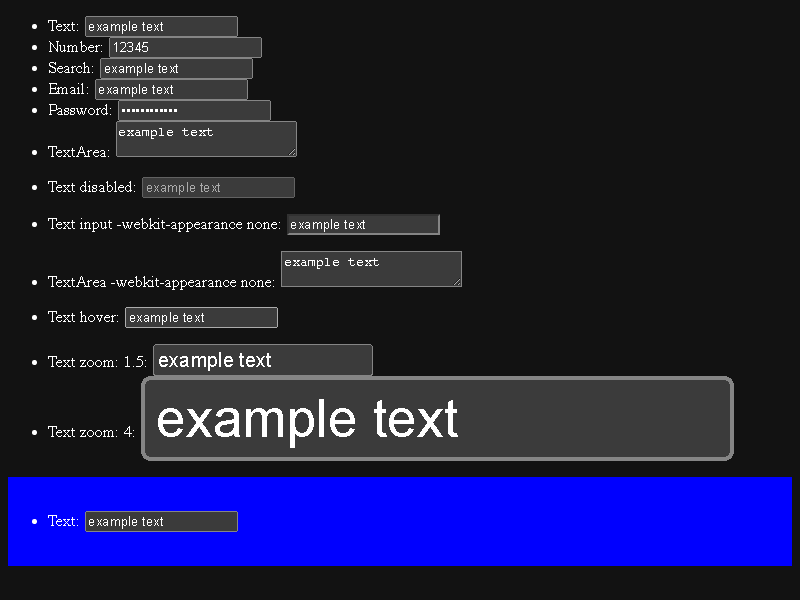 Text: example text
Number: 12345
Search: example text
Email: example text
Password: ••••••••••••
TextArea: example text
Text disabled: example text
Text input -webkit-appearance none: example text
TextArea -webkit-appearance none: example text
Text hover: example text
Text zoom: 1.5: example text
Text zoom: 4: example text
Text: example text